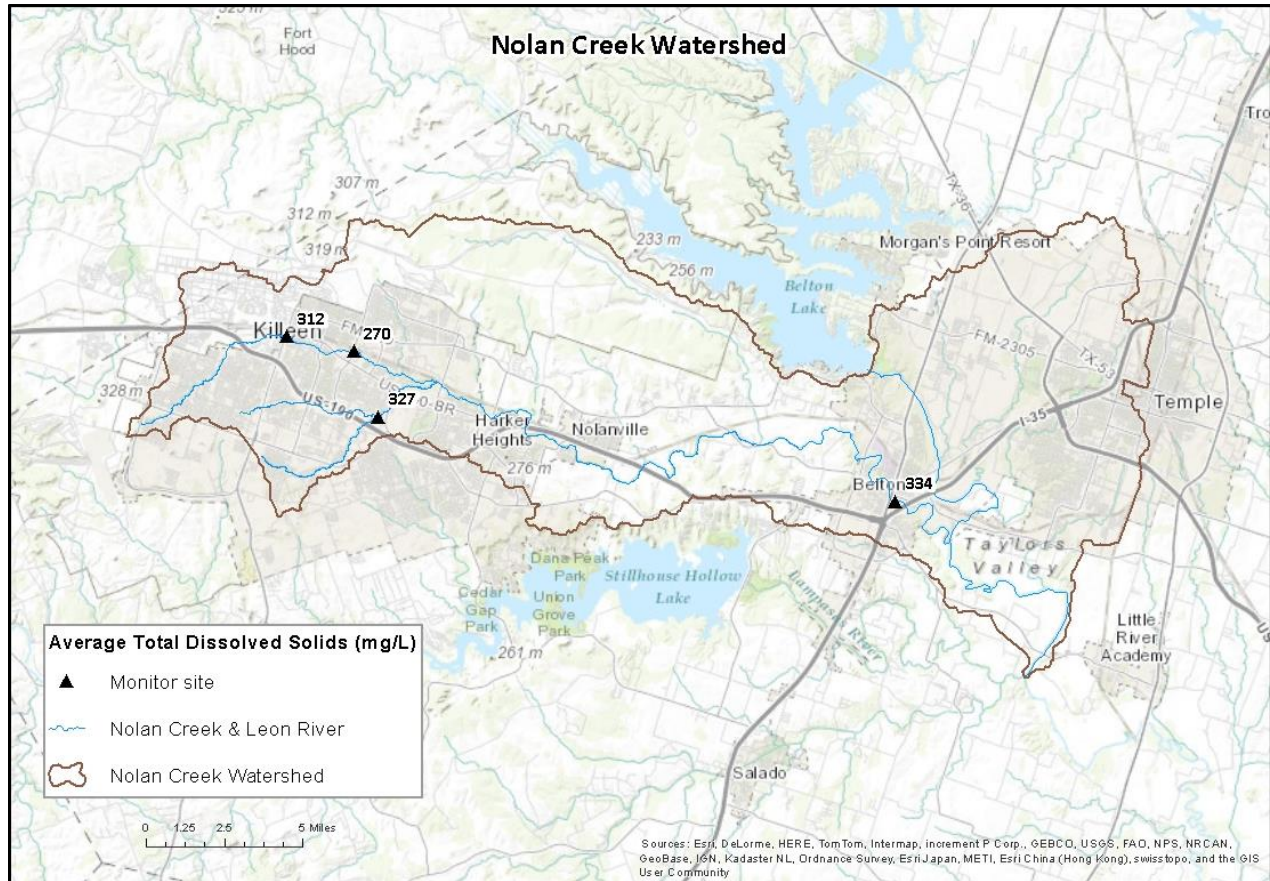 Nolan Creek Watershed
Fort
Hood
307 m
312 m
319 m
233 m
256 m
TX-36
Morgan's Point Resort
Belton
Lake
Killeen
312
FM
270
328 m
327
US-190
Harker
Heights
Nolanville
276 m
FM-2305
TX-53
I-35
Temple
Belton
334
Taylors
Valley
Dana Peak
Park
Stillhouse Hollow
Lake
Cedar
Gap
Park
Union
Grove
Park
261 m
Lampasas River
Little
River
Academy
Salado
Average Total Dissolved Solids (mg/L)
Monitor site
Nolan Creek & Leon River
Nolan Creek Watershed
0 1.25 2.5 5 Miles
Sources: Esri, DeLorme, HERE, TomTom, Intermap, increment P Corp., GEBCO, USGS, FAO, NPS, NRCAN,
GeoBase, IGN, Kadaster NL, Ordnance Survey, Esri Japan, METI, Esri China (Hong Kong), swisstopo, and the GIS
User Community